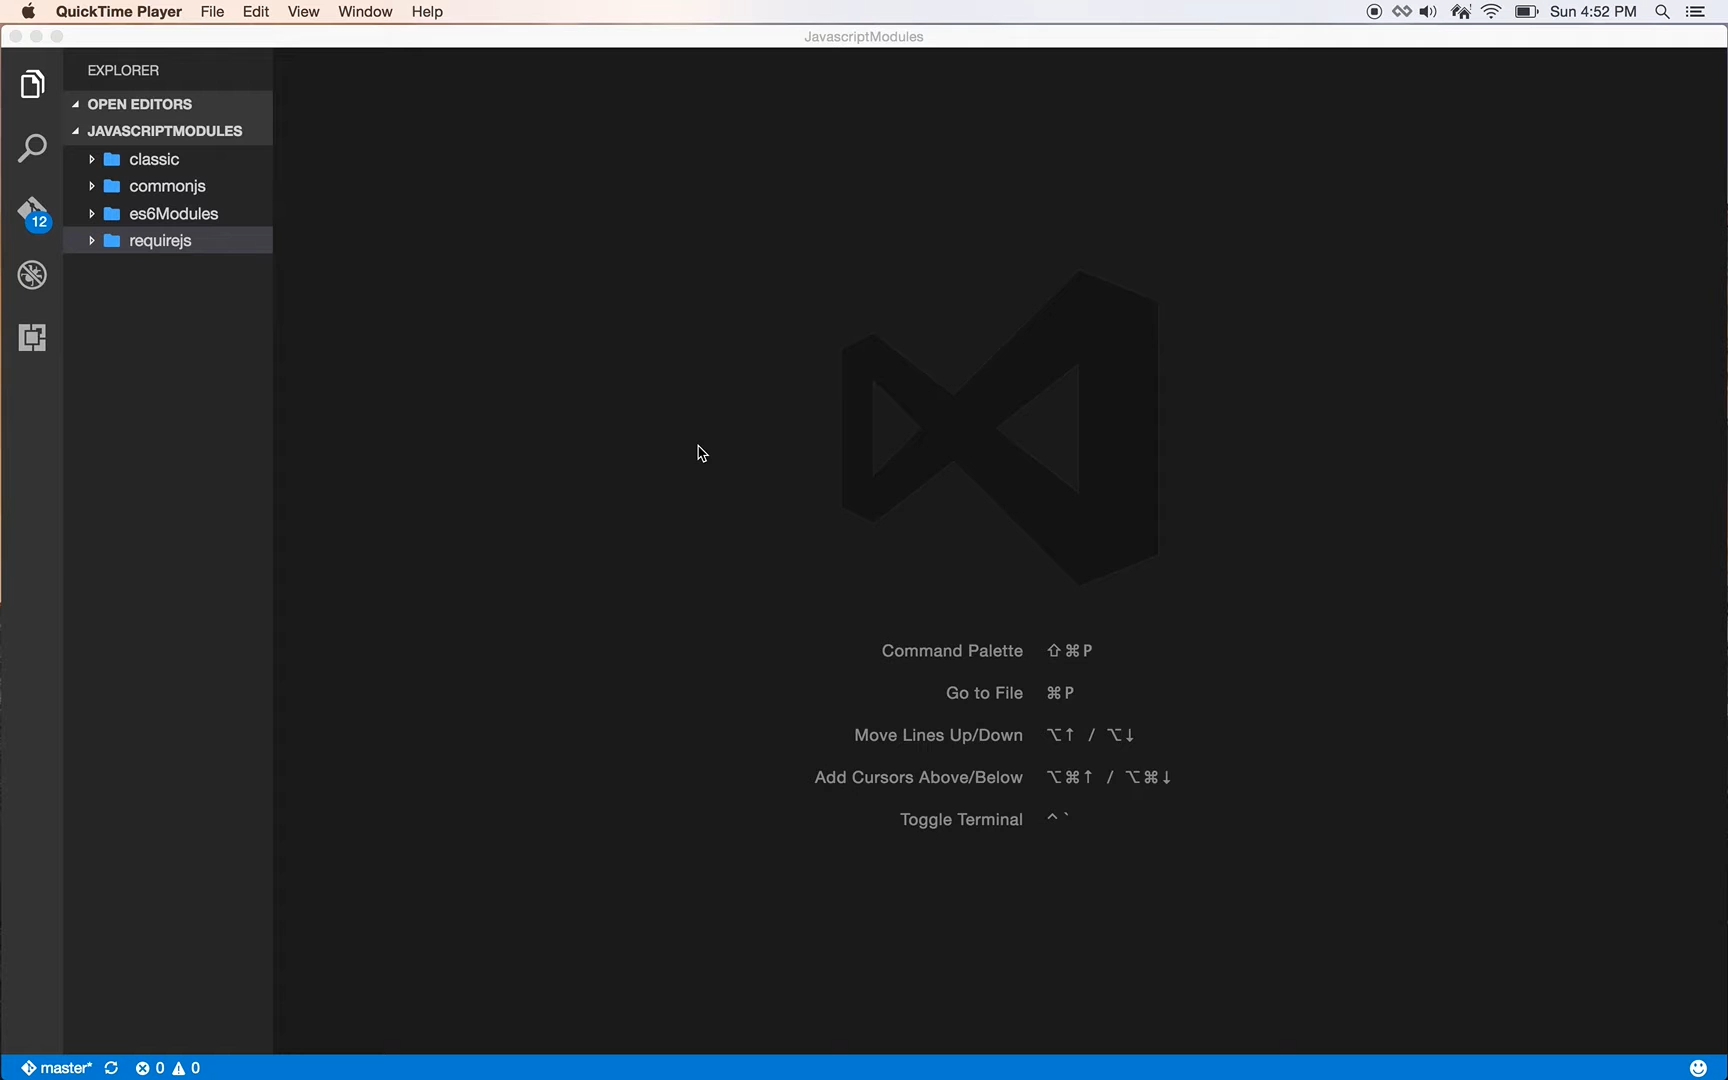 QuickTime Player File Edit View Window Help Sun 4:52 PM
JavascriptModules
EXPLORER
OPEN EDITORS
JAVASCRIPTMODULES
classic
commonjs
es6Modules
requirejs
12
Command Palette ⇧⌘P
Go to File ⌘P
Move Lines Up/Down ⌥↑ / ⌥↓
Add Cursors Above/Below ⌥⌘↑ / ⌥⌘↓
Toggle Terminal ^`
master* 0 0